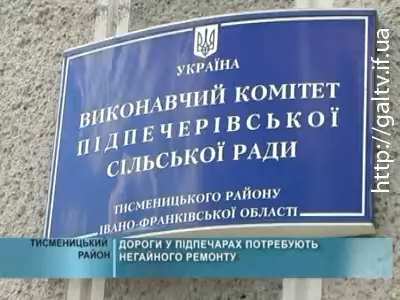 УКРАЇНА
ВИКОНАВЧИЙ КОМІТЕТ
ПІДПЕЧЕРІВСЬКОЇ
СІЛЬСЬКОЇ РАДИ
ТИСМЕНИЦЬКОГО РАЙОНУ
ІВАНО-ФРАНКІВСЬКОЇ ОБЛАСТІ
ТИСМЕНИЦЬКИЙ РАЙОН
ДОРОГИ У ПІДПЕЧАРАХ ПОТРЕБУЮТЬ
НЕГАЙНОГО РЕМОНТУ
http://galtv.if.ua